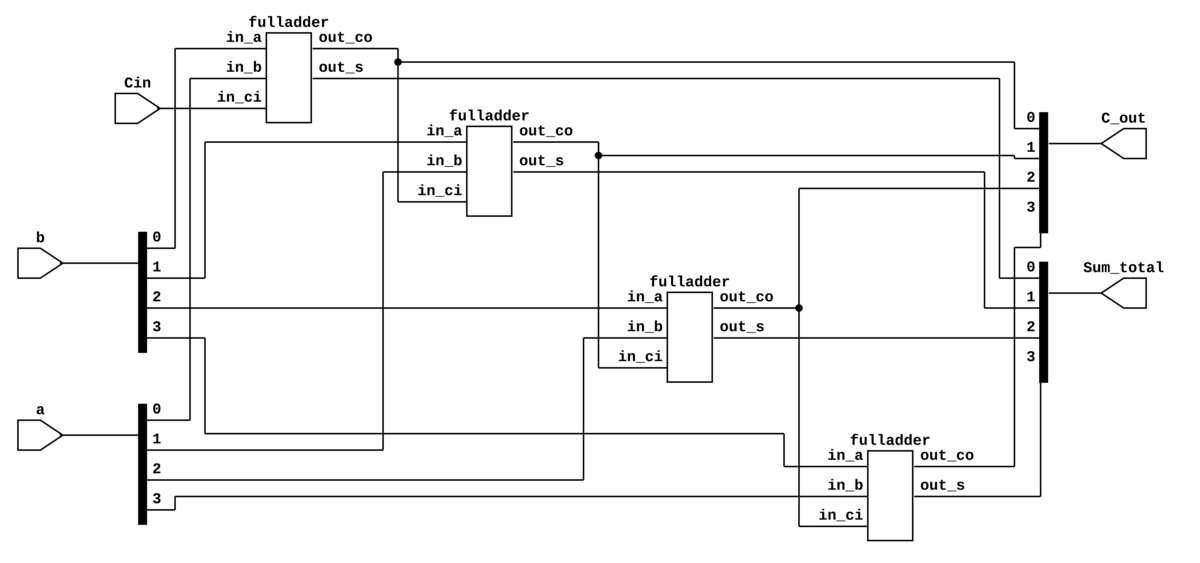 fulladder
in_a out_co
in_b out_s
Cin
in_ci
fulladder
in_a out_co
in_b out_s
in_ci
0
1
2
3
C_out
b
0
1
2
3
fulladder
in_a out_co
in_b out_s
in_ci
0
1
2
3
Sum_total
a
0
1
2
3
fulladder
in_a out_co
in_b out_s
in_ci